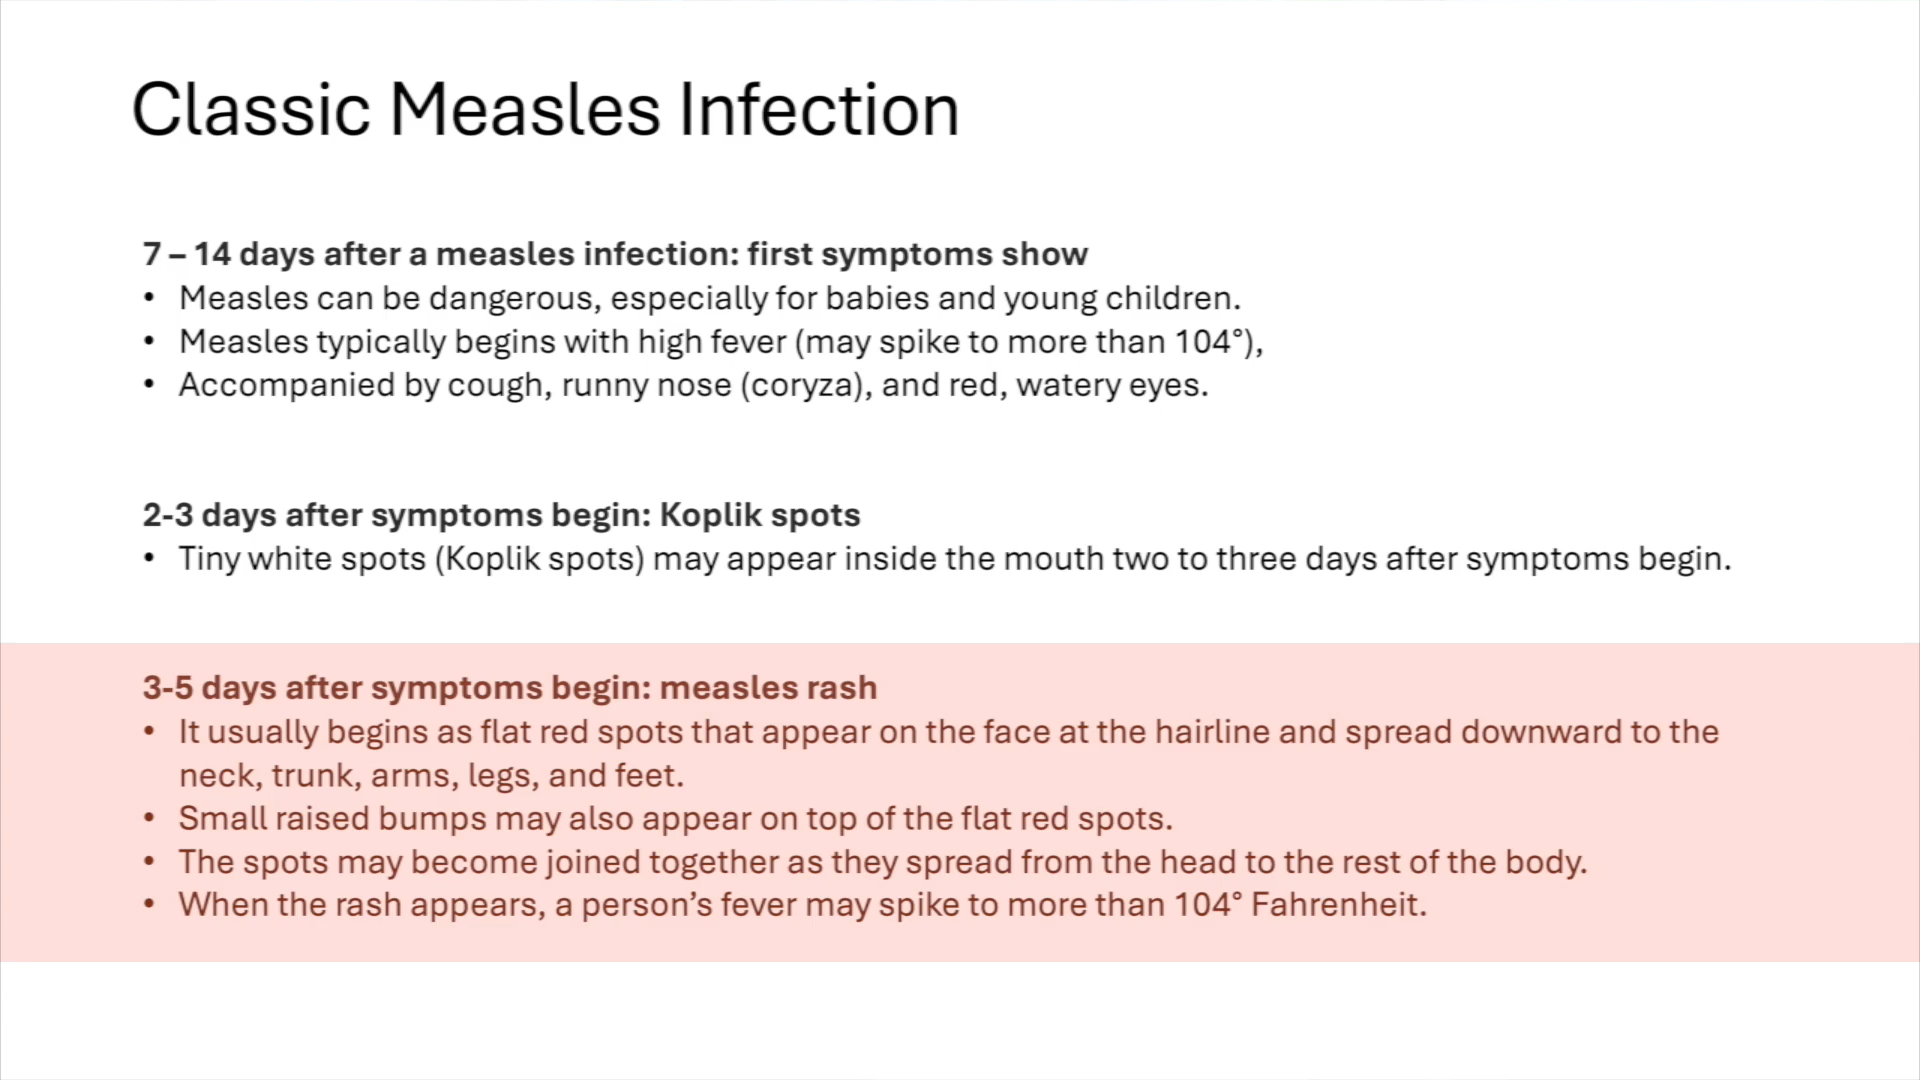 Classic Measles Infection
7 – 14 days after a measles infection: first symptoms show
• Measles can be dangerous, especially for babies and young children.
• Measles typically begins with high fever (may spike to more than 104°),
• Accompanied by cough, runny nose (coryza), and red, watery eyes.
2-3 days after symptoms begin: Koplik spots
• Tiny white spots (Koplik spots) may appear inside the mouth two to three days after symptoms begin.
3-5 days after symptoms begin: measles rash
• It usually begins as flat red spots that appear on the face at the hairline and spread downward to the
neck, trunk, arms, legs, and feet.
• Small raised bumps may also appear on top of the flat red spots.
• The spots may become joined together as they spread from the head to the rest of the body.
• When the rash appears, a person’s fever may spike to more than 104° Fahrenheit.